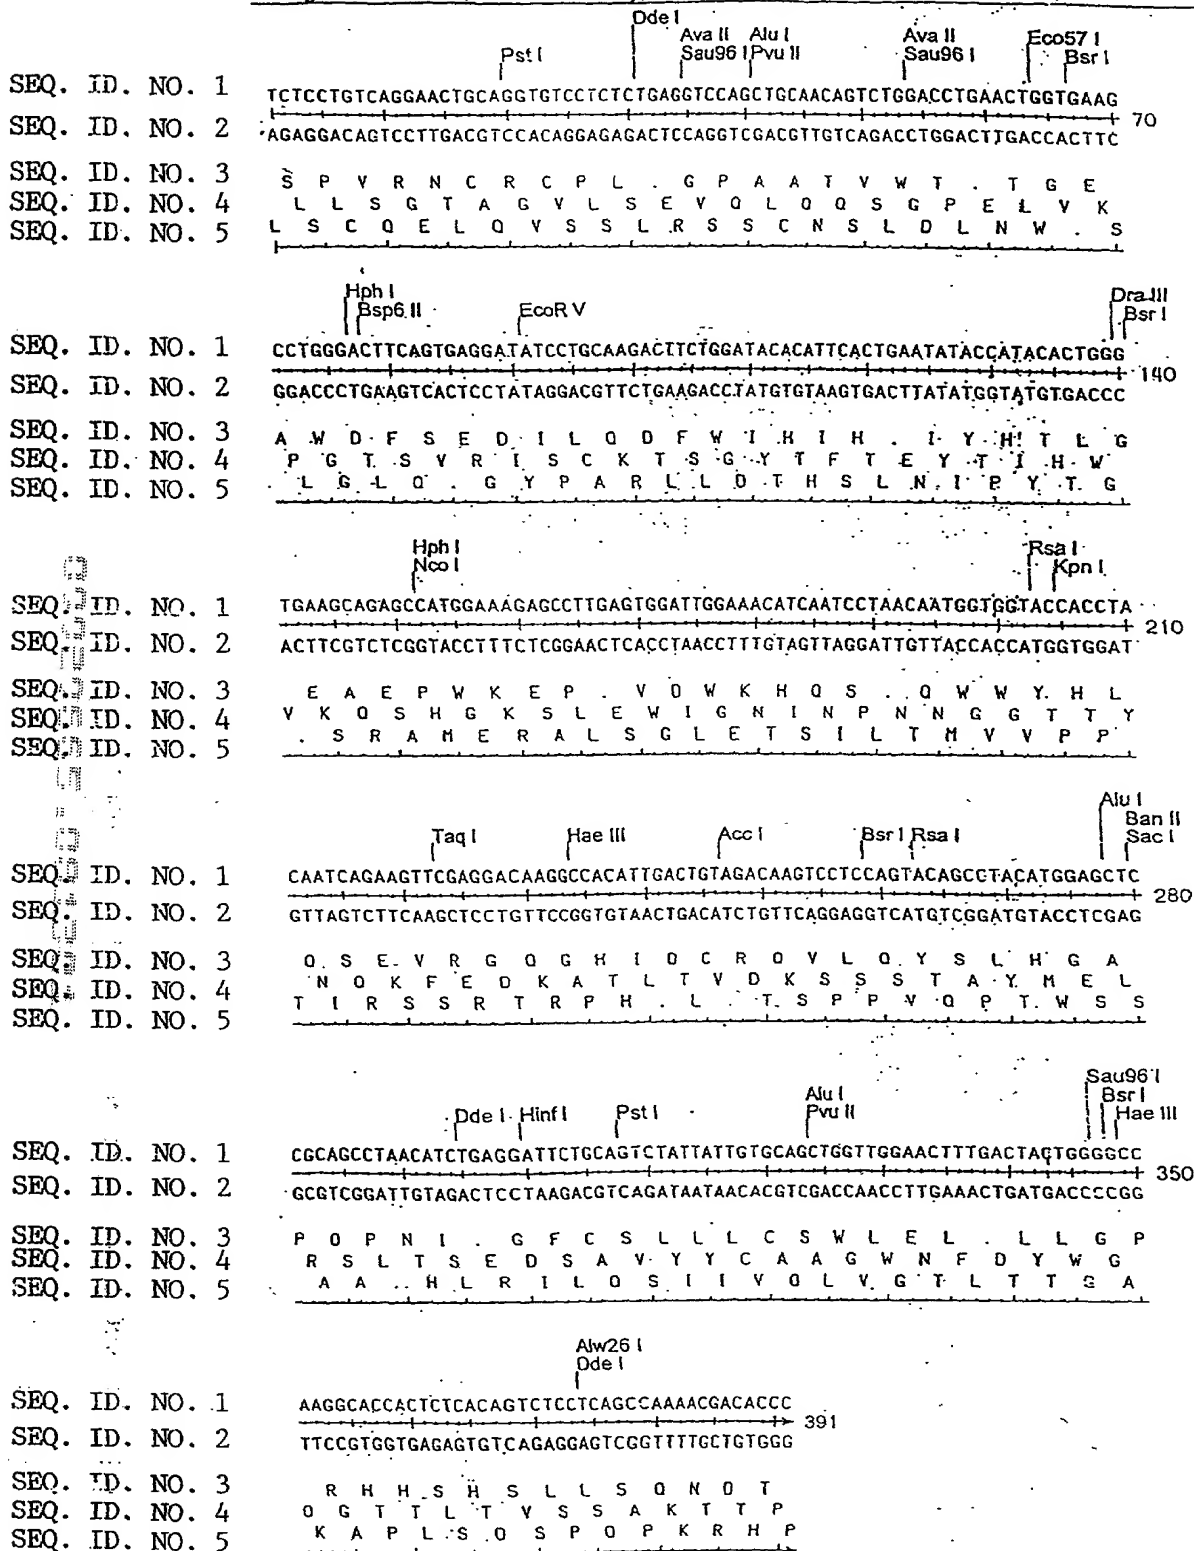 Dde I
Ava II Alu I Ava II Eco57 I
Pst I Sau96 I Pvu II Sau96 I Bsr I
SEQ. ID. NO. 1 TCTCCTGTCAGGAACTGCAGGTGTCCTCTCTGAGGTCCAGCTGCAACAGTCTGGACCTGAACTGGTGAAG
70
SEQ. ID. NO. 2 AGAGGACAGTCCTTGACGTCCACAGGAGAGACTCCAGGTCGACGTTGTCAGACCTGGACTTGACCACTTC
SEQ. ID. NO. 3 S P V R N C R C P L . G P A A T V W T . T G E
SEQ. ID. NO. 4 L L S G T A G V L S E V Q L Q Q S G P E L V K
SEQ. ID. NO. 5 L S C Q E L Q V S S L R S S C N S L D L N W . S
Hph I Dra III
Bsp6 II EcoR V Bsr I
SEQ. ID. NO. 1 CCTGGGACTTCAGTGAGGATATCCTGCAAGACTTCTGGATACACATTCACTGAATATACCATACACTGGG
140
SEQ. ID. NO. 2 GGACCCTGAAGTCACTCCTATAGGACGTTCTGAAGACCTATGTGTAAGTGACTTATATGGTATGTGACCC
SEQ. ID. NO. 3 A W D F S E D I L Q D F W I H I H . I Y H T L G
SEQ. ID. NO. 4 P G T S V R I S C K T S G Y T F T E Y T I H W
SEQ. ID. NO. 5 L G L Q . G Y P A R L L D T H S L N I P Y T G
Hph I Rsa I
Nco I Kpn I
SEQ. ID. NO. 1 TGAAGCAGAGCCATGGAAAGAGCCTTGAGTGGATTGGAAACATCAATCCTAACAATGGTGGTACCACCTA
210
SEQ. ID. NO. 2 ACTTCGTCTCGGTACCTTTCTCGGAACTCACCTAACCTTTGTAGTTAGGATTGTTACCACCATGGTGGAT
SEQ. ID. NO. 3 E A E P W K E P . V D W K H Q S . Q W W Y H L
SEQ. ID. NO. 4 V K Q S H G K S L E W I G N I N P N N G G T T Y
SEQ. ID. NO. 5 . S R A M E R A L S G L E T S I L T M V V P P
Alu I
Ban II
Taq I Hae III Acc I Bsr I Rsa I Sac I
SEQ. ID. NO. 1 CAATCAGAAGTTCGAGGACAAGGCCACATTGACTGTAGACAAGTCCTCCAGTACAGCCTACATGGAGCTC
280
SEQ. ID. NO. 2 GTTAGTCTTCAAGCTCCTGTTCCGGTGTAACTGACATCTGTTCAGGAGGTCATGTCGGATGTACCTCGAG
SEQ. ID. NO. 3 Q S E V R G Q G H I D C R Q V L Q Y S L H G A
SEQ. ID. NO. 4 N Q K F E D K A T L T V D K S S S T A Y M E L
SEQ. ID. NO. 5 T I R S S R T R P H . L . T S P P V Q P T W S S
Sau96 I
Alu I Bsr I
Dde I Hinf I Pst I Pvu II Hae III
SEQ. ID. NO. 1 CGCAGCCTAACATCTGAGGATTCTGCAGTCTATTATTGTGCAGCTGGTTGGAACTTTGACTACTGGGGCC
350
SEQ. ID. NO. 2 GCGTCGGATTGTAGACTCCTAAGACGTCAGATAATAACACGTCGACCAACCTTGAAACTGATGACCCCGG
SEQ. ID. NO. 3 P Q P N I . G F C S L L L C S W L E L . L L G P
SEQ. ID. NO. 4 R S L T S E D S A V Y Y C A A G W N F D Y W G
SEQ. ID. NO. 5 A A . H L R I L Q S I I V Q L V G T L T T G A
Alw26 I
Dde I
SEQ. ID. NO. 1 AAGGCACCACTCTCACAGTCTCCTCAGCCAAAACGACACCC
391
SEQ. ID. NO. 2 TTCCGTGGTGAGAGTGTCAGAGGAGTCGGTTTTGCTGTGGG
SEQ. ID. NO. 3 R H H S H S L L S Q N D T
SEQ. ID. NO. 4 Q G T T L T V S S A K T T P
SEQ. ID. NO. 5 K A P L S Q S P Q P K R H P